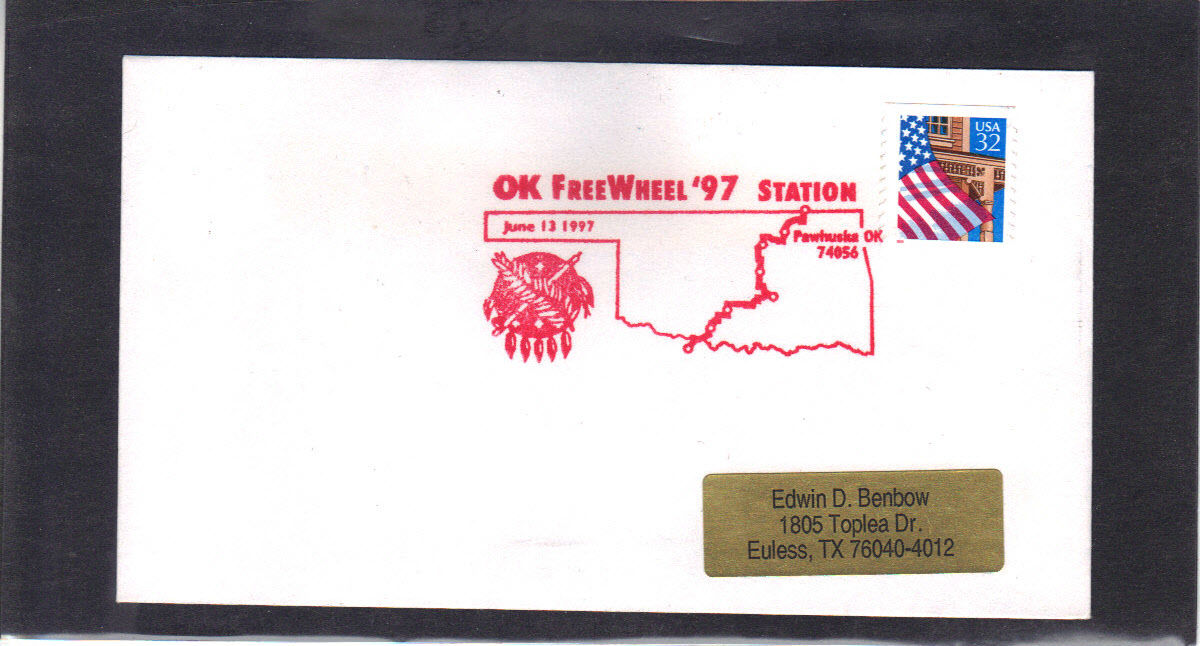 OK FREEWHEEL '97 STATION
USA
32
June 13 1997
Pawhuska OK
74056
Edwin D. Benbow
1805 Toplea Dr.
Euless, TX 76040-4012